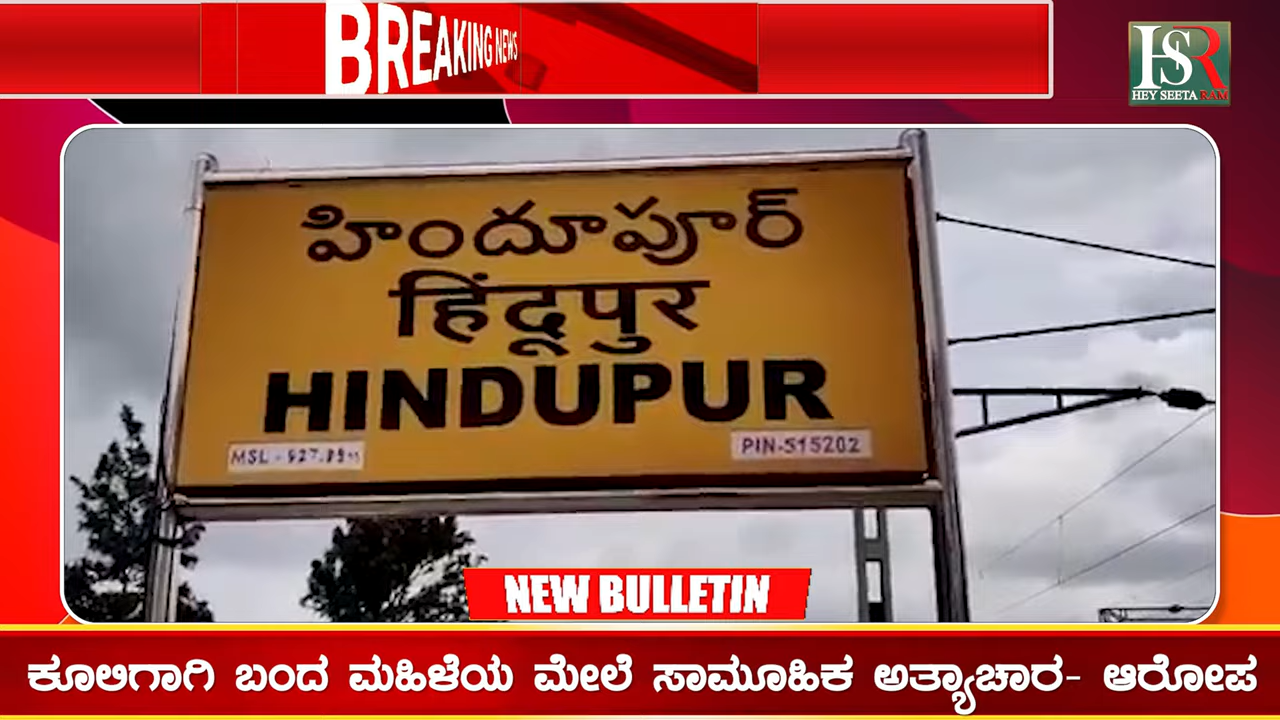 BREAKING NEWS
HSR
HEY SEETA RAM
హిందూపూర్
हिंदूपुर
HINDUPUR
PIN-515202
NEW BULLETIN
ಕೂಲಿಗಾಗಿ ಬಂದ ಮಹಿಳೆಯ ಮೇಲೆ ಸಾಮೂಹಿಕ ಅತ್ಯಾಚಾರ- ಆರೋಪ